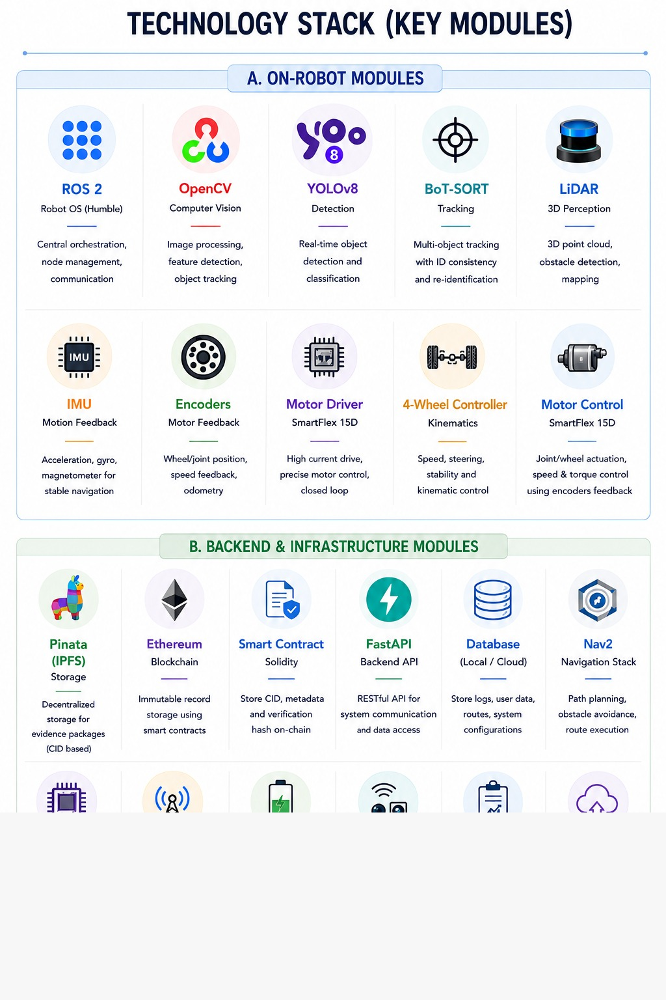 TECHNOLOGY STACK (KEY MODULES)
A. ON-ROBOT MODULES
8
ROS 2
Robot OS (Humble)
Central orchestration,
node management,
communication
OpenCV
Computer Vision
Image processing,
feature detection,
object tracking
YOLOv8
Detection
Real-time object
detection and
classification
BoT-SORT
Tracking
Multi-object tracking
with ID consistency
and re-identification
LiDAR
3D Perception
3D point cloud,
obstacle detection,
mapping
IMU
IMU
Motion Feedback
Acceleration, gyro,
magnetometer for
stable navigation
Encoders
Motor Feedback
Wheel/joint position,
speed feedback,
odometry
Motor Driver
SmartFlex 15D
High current drive,
precise motor control,
closed loop
4-Wheel Controller
Kinematics
Speed, steering,
stability and
kinematic control
Motor Control
SmartFlex 15D
Joint/wheel actuation,
speed & torque control
using encoders feedback
B. BACKEND & INFRASTRUCTURE MODULES
Pinata
(IPFS)
Storage
Decentralized
storage for
evidence packages
(CID based)
Ethereum
Blockchain
Immutable record
storage using
smart contracts
Smart Contract
Solidity
Store CID, metadata
and verification
hash on-chain
FastAPI
Backend API
RESTful API for
system communication
and data access
Database
(Local / Cloud)
Store logs, user data,
routes, system
configurations
Nav2
Navigation Stack
Path planning,
obstacle avoidance,
route execution